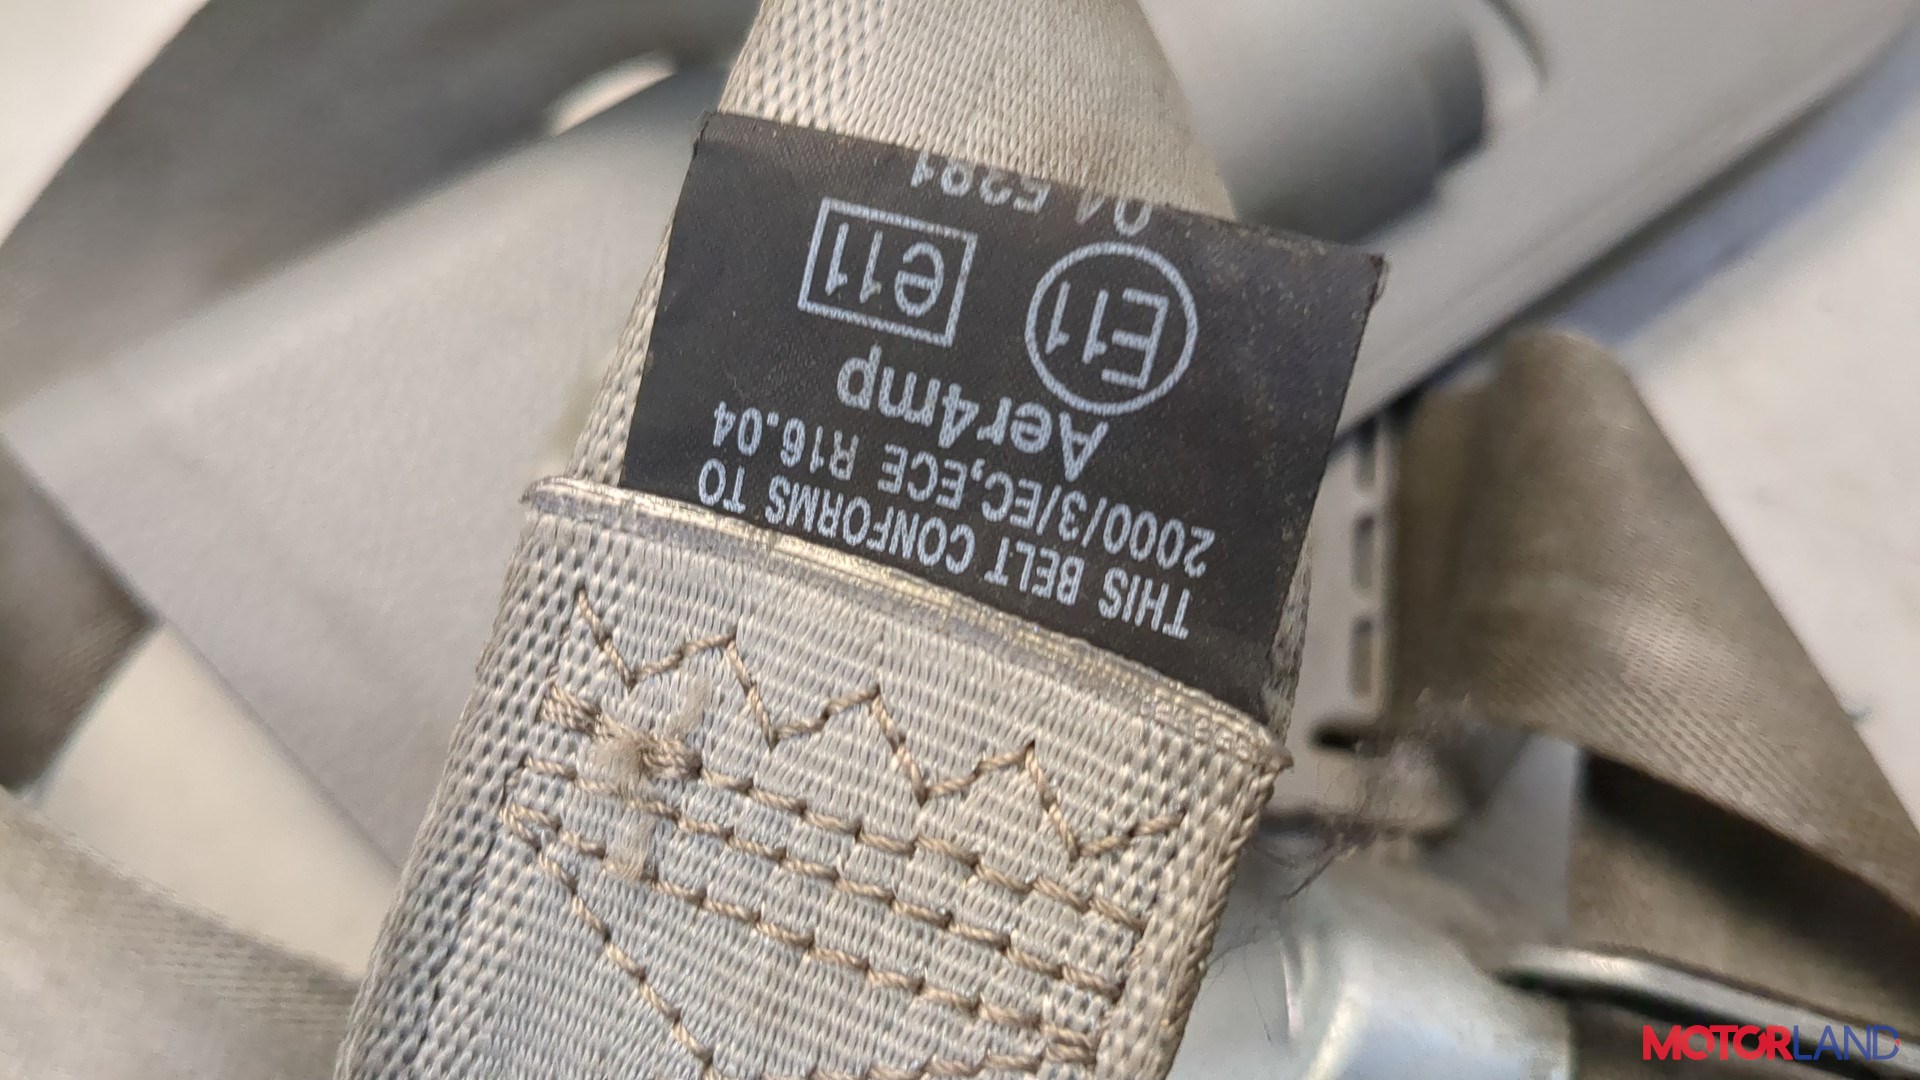 THIS BELT CONFORMS TO
2000/3/EC,ECE R16.04
Aer4mp
E11 e11
MOTORLAND